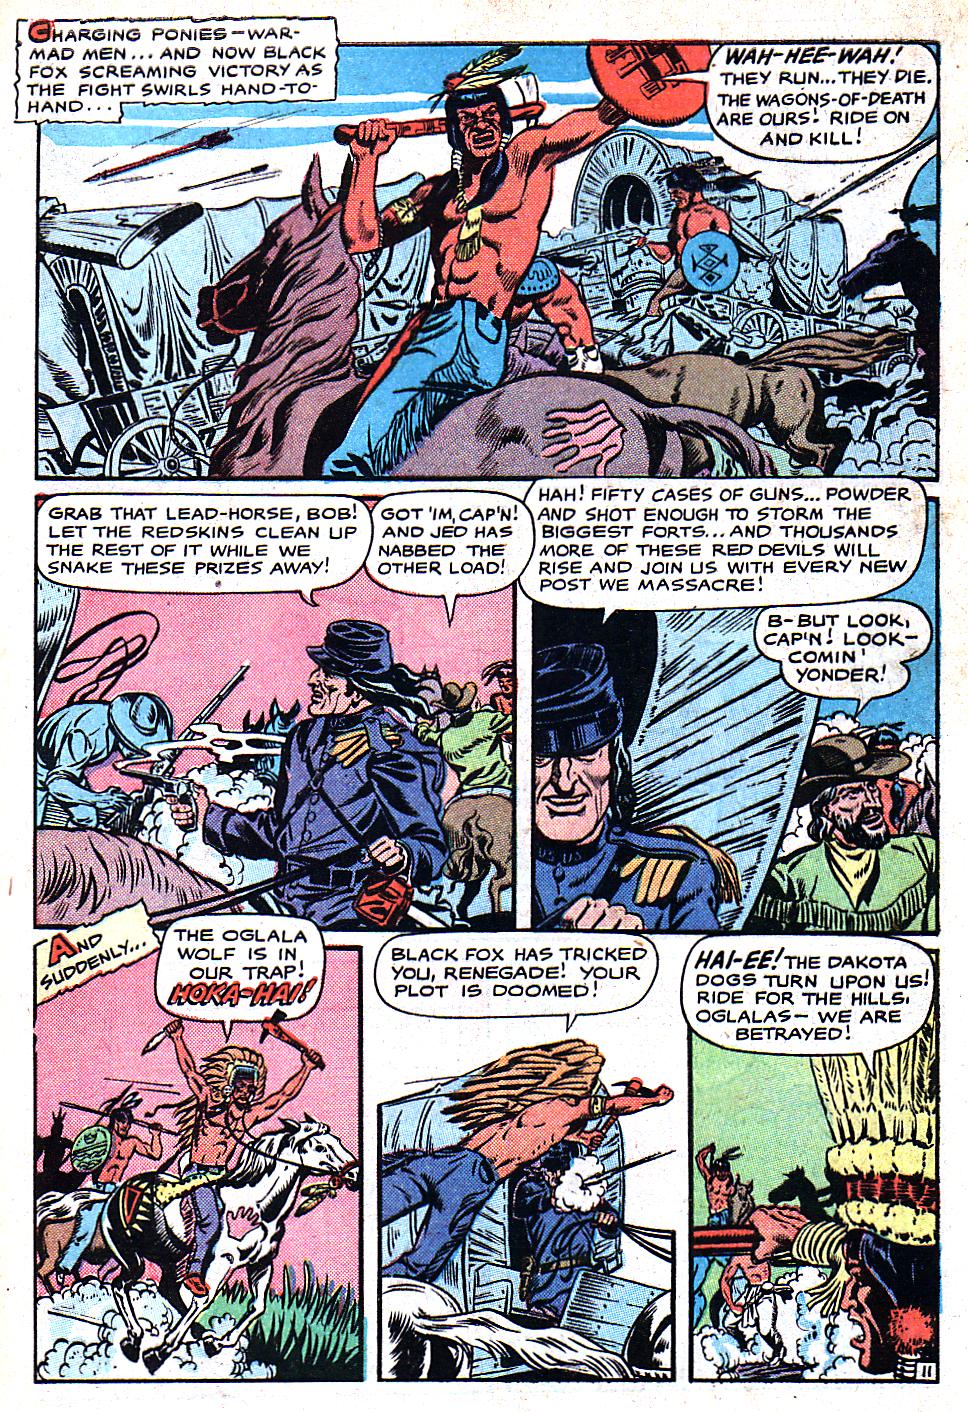 CHARGING PONIES—WAR-
MAD MEN... AND NOW BLACK
FOX SCREAMING VICTORY AS
THE FIGHT SWIRLS HAND-TO-
HAND...
WAH-HEE-WAH!
THEY RUN... THEY DIE.
THE WAGONS-OF-DEATH
ARE OURS! RIDE ON
AND KILL!
GRAB THAT LEAD-HORSE, BOB!
LET THE REDSKINS CLEAN UP
THE REST OF IT WHILE WE
SNAKE THESE PRIZES AWAY!
GOT 'IM, CAP'N!
AND JED HAS
NABBED THE
OTHER LOAD!
HAH! FIFTY CASES OF GUNS... POWDER
AND SHOT ENOUGH TO STORM THE
BIGGEST FORTS... AND THOUSANDS
MORE OF THESE RED DEVILS WILL
RISE AND JOIN US WITH EVERY NEW
POST WE MASSACRE!
B-BUT LOOK,
CAP'N! LOOK—
COMIN'
YONDER!
AND
SUDDENLY...
THE OGLALA
WOLF IS IN
OUR TRAP!
HOKA-HAI!
BLACK FOX HAS TRICKED
YOU, RENEGADE! YOUR
PLOT IS DOOMED!
HAI-EE! THE DAKOTA
DOGS TURN UPON US!
RIDE FOR THE HILLS,
OGLALAS— WE ARE
BETRAYED!
11